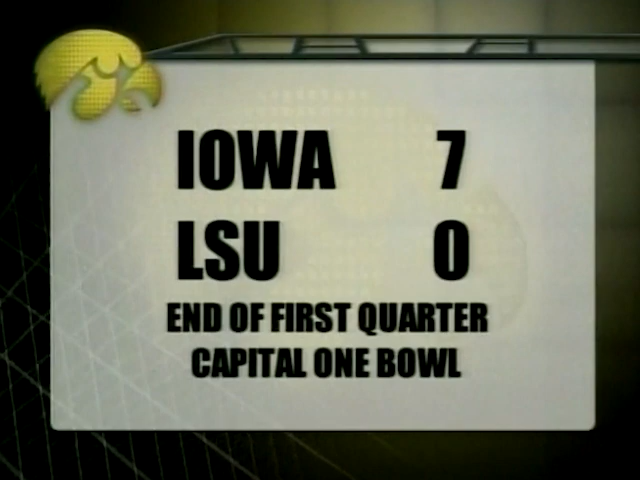 IOWA 7
LSU 0
END OF FIRST QUARTER
CAPITAL ONE BOWL